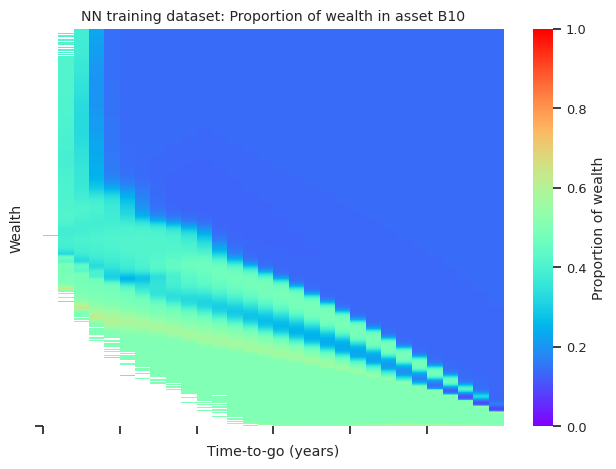 NN training dataset: Proportion of wealth in asset B10
1.0
0.8
0.6
0.4
0.2
0.0
Proportion of wealth
Wealth
Time-to-go (years)